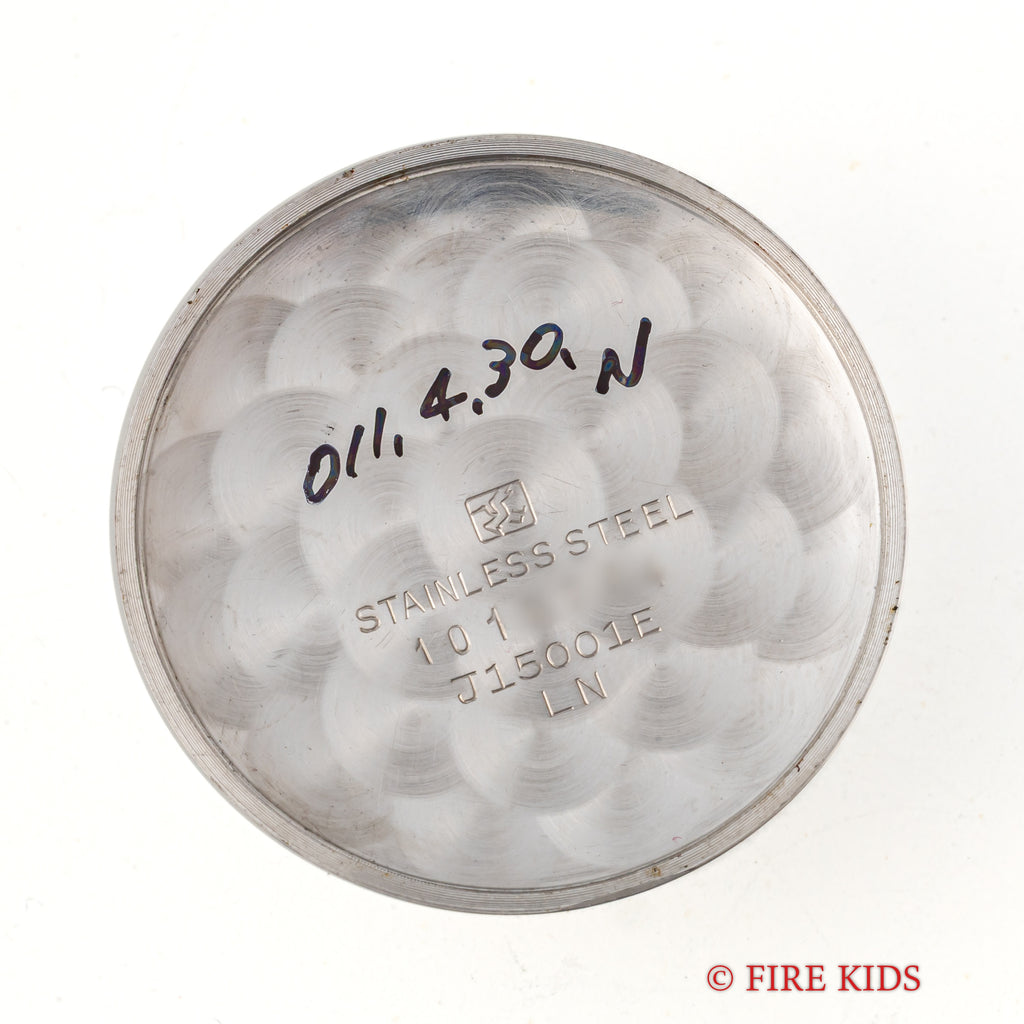 011.4.30.N
STAINLESS STEEL
101
J15001E
LN
© FIRE KIDS